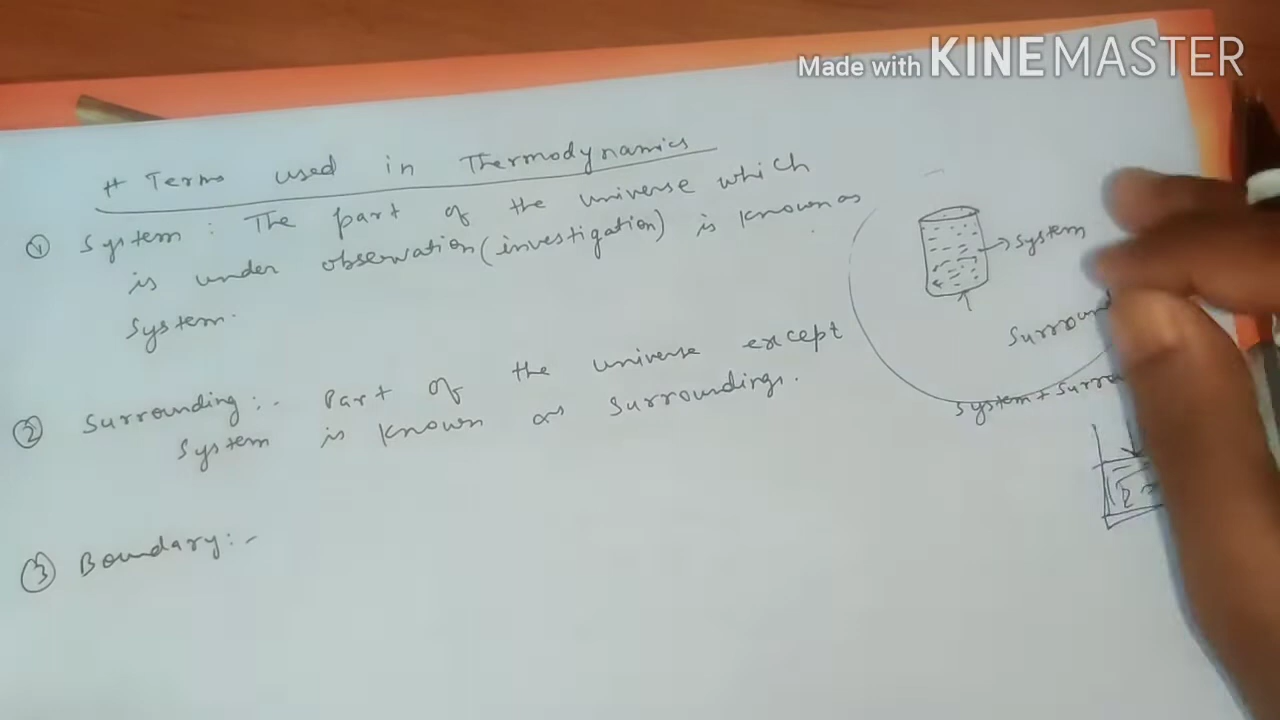 Made with KINEMASTER
# Terms used in Thermodynamics
① System : The part of the universe which
is under observation (investigation) is known as
system.
② Surrounding :- Part of the universe except
system is known as surroundings.
③ Boundary :-
System
Surround
System + Surrou